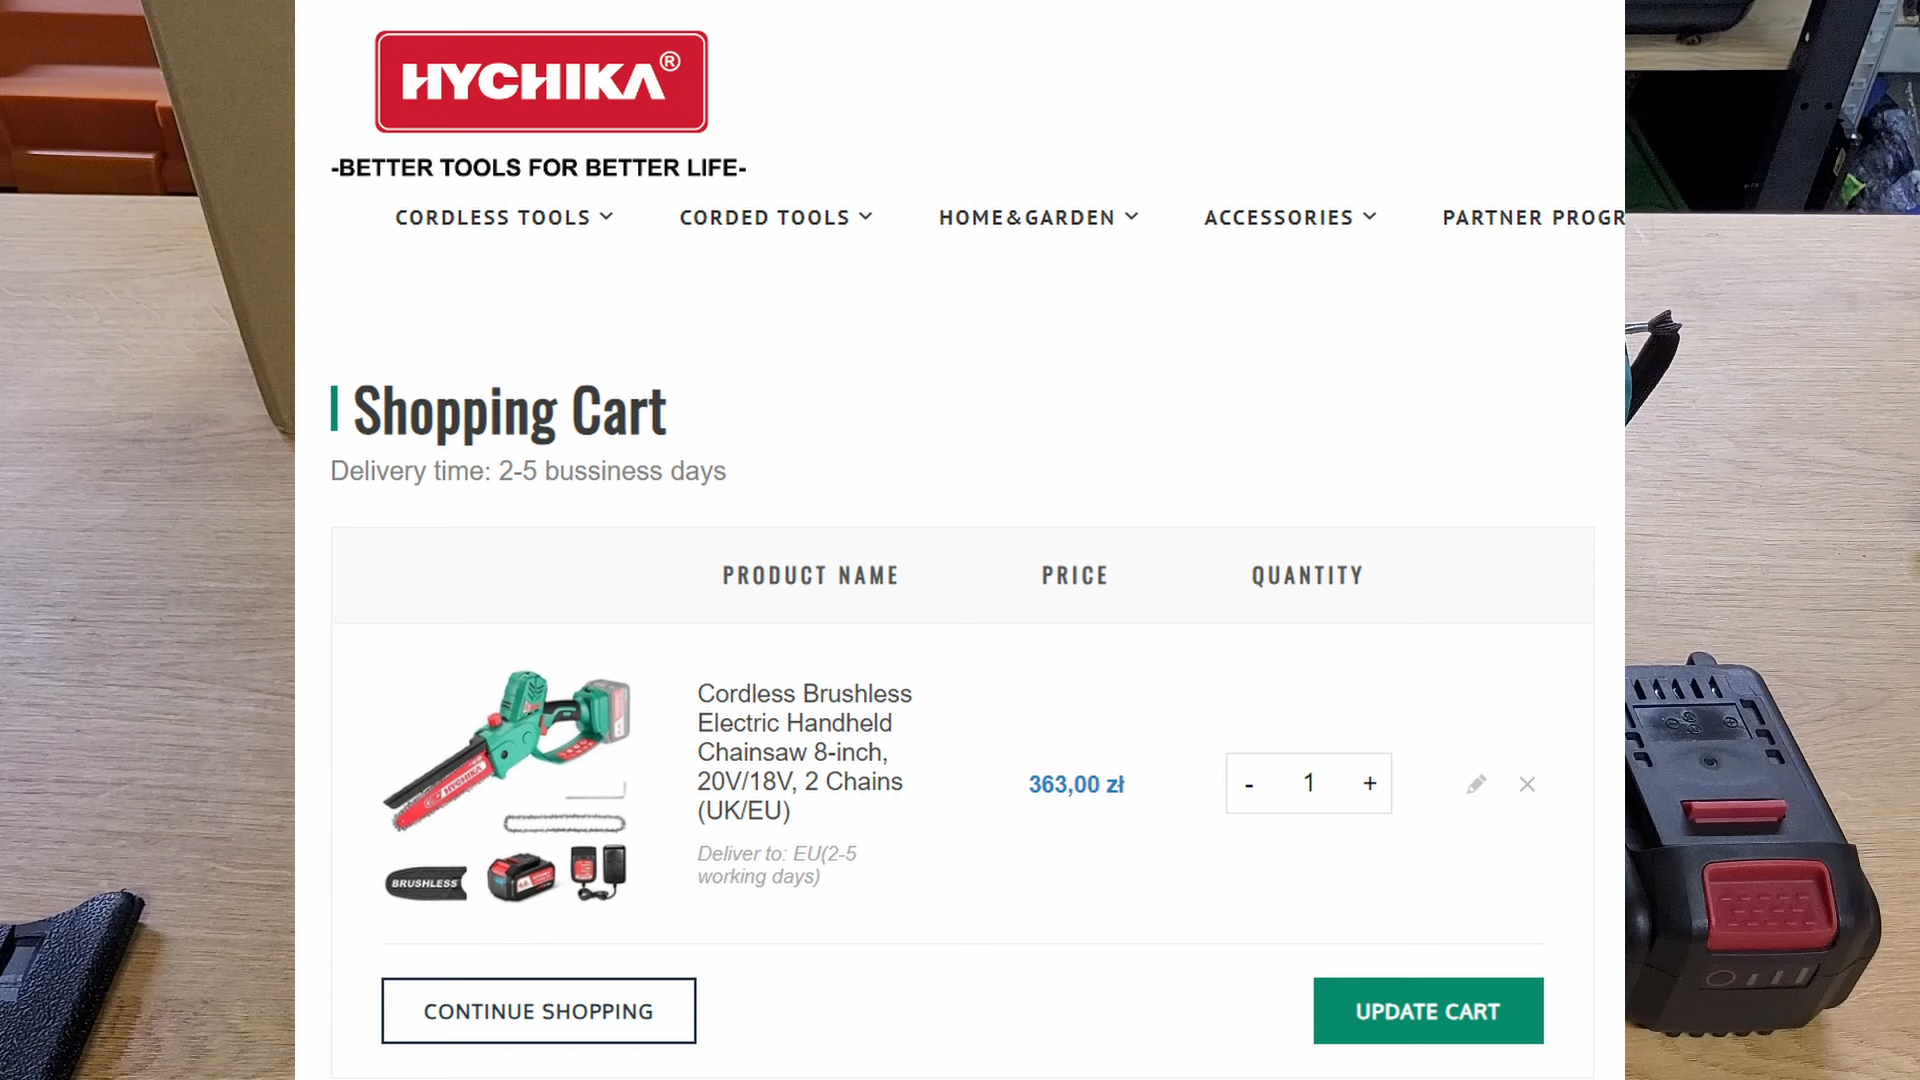 HYCHIKA®
-BETTER TOOLS FOR BETTER LIFE-
CORDLESS TOOLS CORDED TOOLS HOME&GARDEN ACCESSORIES PARTNER PROGR
Shopping Cart
Delivery time: 2-5 bussiness days
PRODUCT NAME PRICE QUANTITY
Cordless Brushless
Electric Handheld
Chainsaw 8-inch,
20V/18V, 2 Chains
(UK/EU)
363,00 zł
- 1 +
Deliver to: EU(2-5
working days)
HYCHIKA
BRUSHLESS
CONTINUE SHOPPING
UPDATE CART